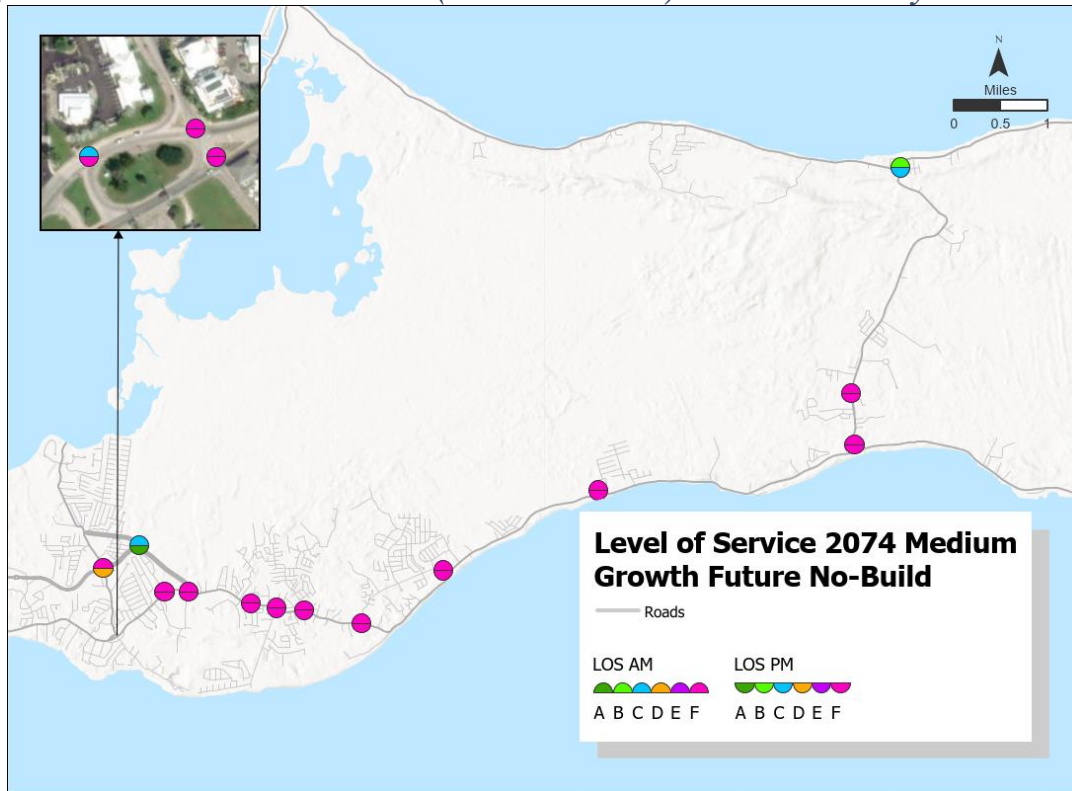 N
Miles
0 0.5 1
Level of Service 2074 Medium
Growth Future No-Build
Roads
LOS AM LOS PM
A B C D E F A B C D E F